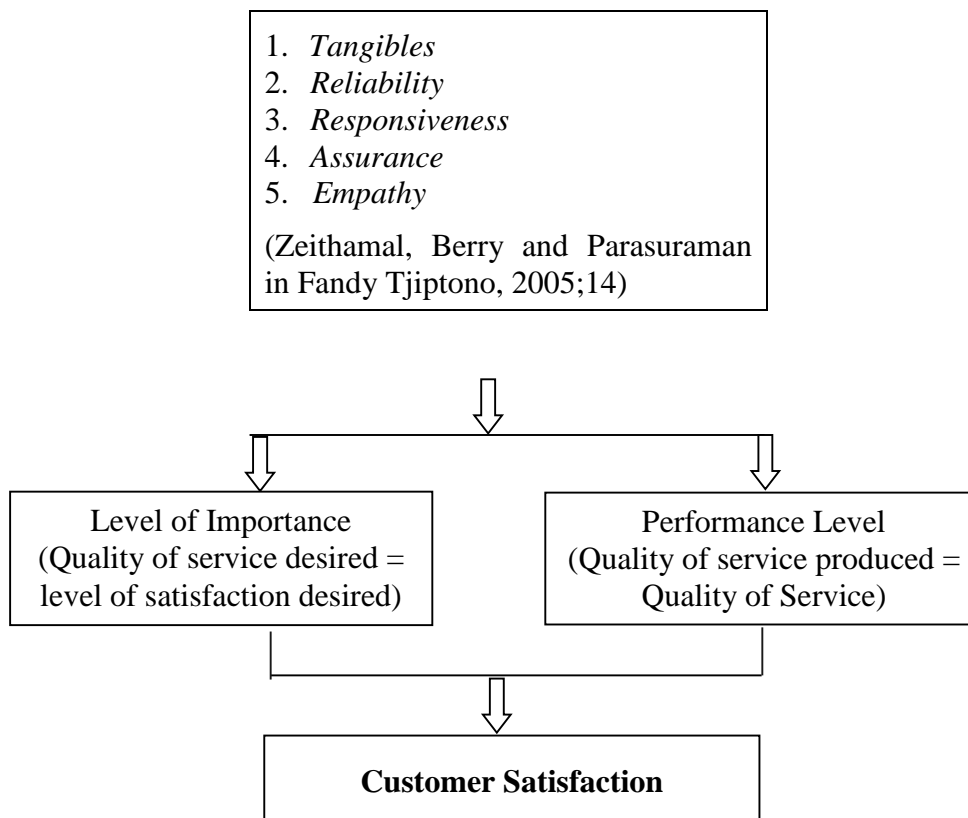 1. Tangibles
2. Reliability
3. Responsiveness
4. Assurance
5. Empathy
(Zeithamal, Berry and Parasuraman
in Fandy Tjiptono, 2005;14)
Level of Importance
(Quality of service desired =
level of satisfaction desired)
Performance Level
(Quality of service produced =
Quality of Service)
Customer Satisfaction